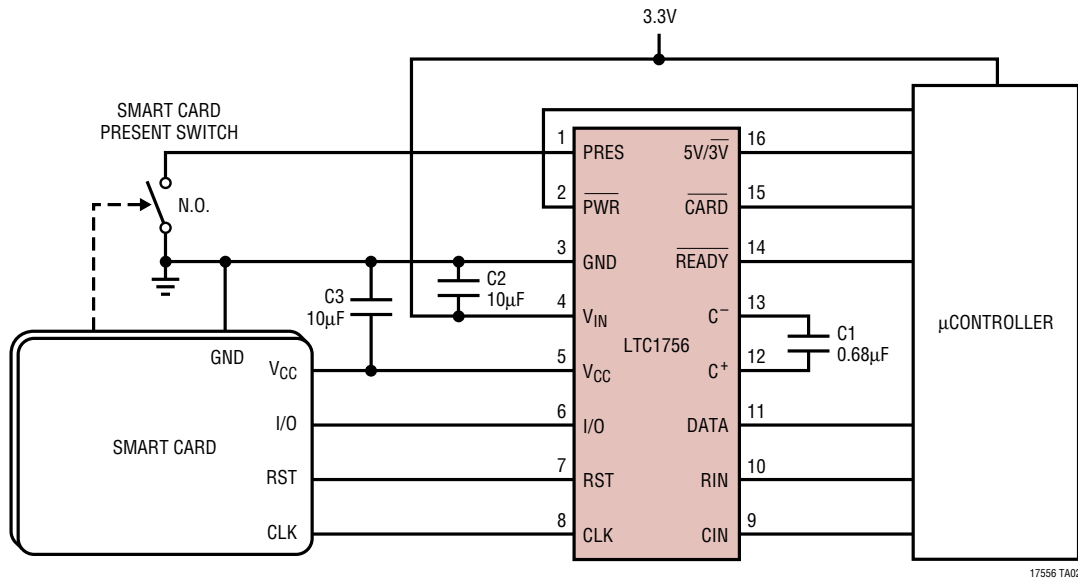 3.3V
SMART CARD
PRESENT SWITCH
N.O.
1
PRES
2
PWR
3
GND
4
VIN
5
VCC
6
I/O
7
RST
8
CLK
LTC1756
16
5V/3V
15
CARD
14
READY
13
C–
12
C+
11
DATA
10
RIN
9
CIN
C3
10µF
C2
10µF
C1
0.68µF
µCONTROLLER
GND
VCC
I/O
SMART CARD
RST
CLK
17556 TA02